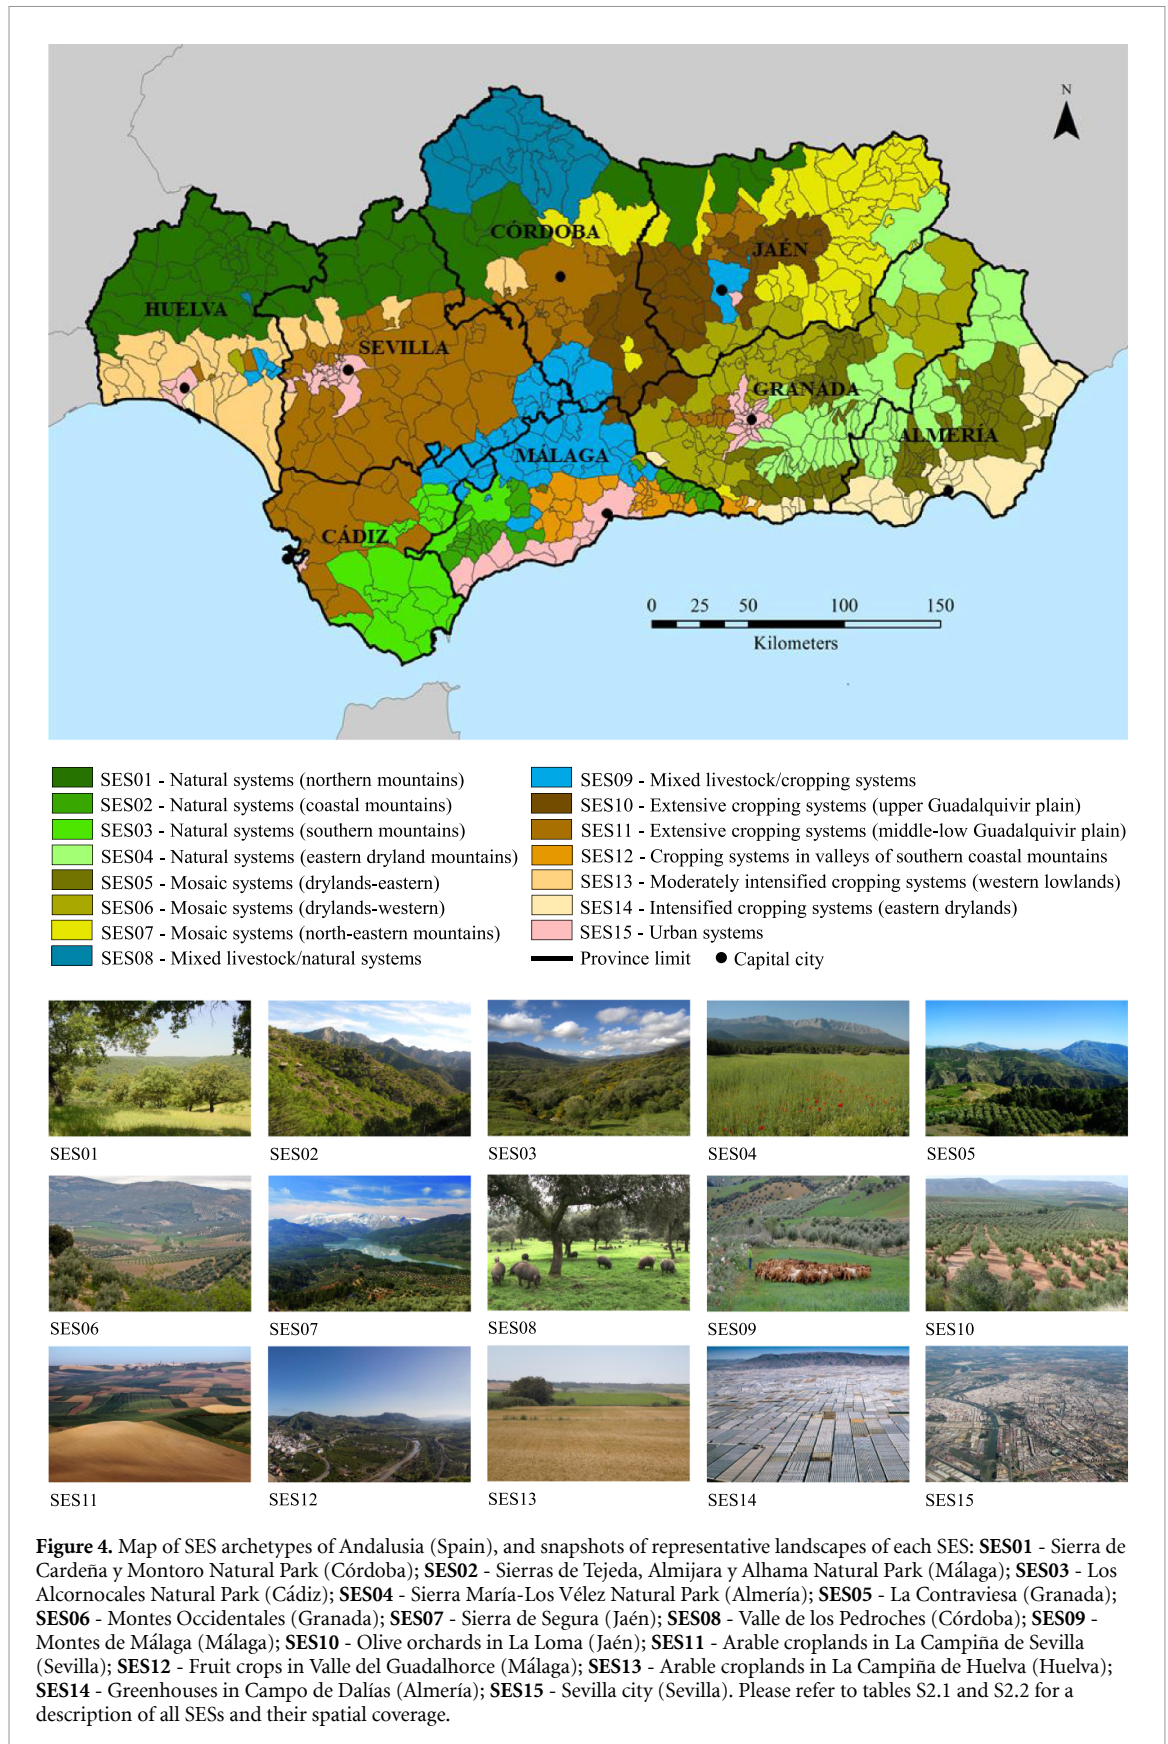 N
CÓRDOBA
JAÉN
HUELVA
SEVILLA
GRANADA
ALMERÍA
MÁLAGA
CÁDIZ
0 25 50 100 150
Kilometers
SES01 - Natural systems (northern mountains)
SES02 - Natural systems (coastal mountains)
SES03 - Natural systems (southern mountains)
SES04 - Natural systems (eastern dryland mountains)
SES05 - Mosaic systems (drylands-eastern)
SES06 - Mosaic systems (drylands-western)
SES07 - Mosaic systems (north-eastern mountains)
SES08 - Mixed livestock/natural systems
SES09 - Mixed livestock/cropping systems
SES10 - Extensive cropping systems (upper Guadalquivir plain)
SES11 - Extensive cropping systems (middle-low Guadalquivir plain)
SES12 - Cropping systems in valleys of southern coastal mountains
SES13 - Moderately intensified cropping systems (western lowlands)
SES14 - Intensified cropping systems (eastern drylands)
SES15 - Urban systems
Province limit Capital city
SES01 SES02 SES03 SES04 SES05
SES06 SES07 SES08 SES09 SES10
SES11 SES12 SES13 SES14 SES15
Figure 4. Map of SES archetypes of Andalusia (Spain), and snapshots of representative landscapes of each SES: SES01 - Sierra de
Cardeña y Montoro Natural Park (Córdoba); SES02 - Sierras de Tejeda, Almijara y Alhama Natural Park (Málaga); SES03 - Los
Alcornocales Natural Park (Cádiz); SES04 - Sierra María-Los Vélez Natural Park (Almería); SES05 - La Contraviesa (Granada);
SES06 - Montes Occidentales (Granada); SES07 - Sierra de Segura (Jaén); SES08 - Valle de los Pedroches (Córdoba); SES09 -
Montes de Málaga (Málaga); SES10 - Olive orchards in La Loma (Jaén); SES11 - Arable croplands in La Campiña de Sevilla
(Sevilla); SES12 - Fruit crops in Valle del Guadalhorce (Málaga); SES13 - Arable croplands in La Campiña de Huelva (Huelva);
SES14 - Greenhouses in Campo de Dalías (Almería); SES15 - Sevilla city (Sevilla). Please refer to tables S2.1 and S2.2 for a
description of all SESs and their spatial coverage.